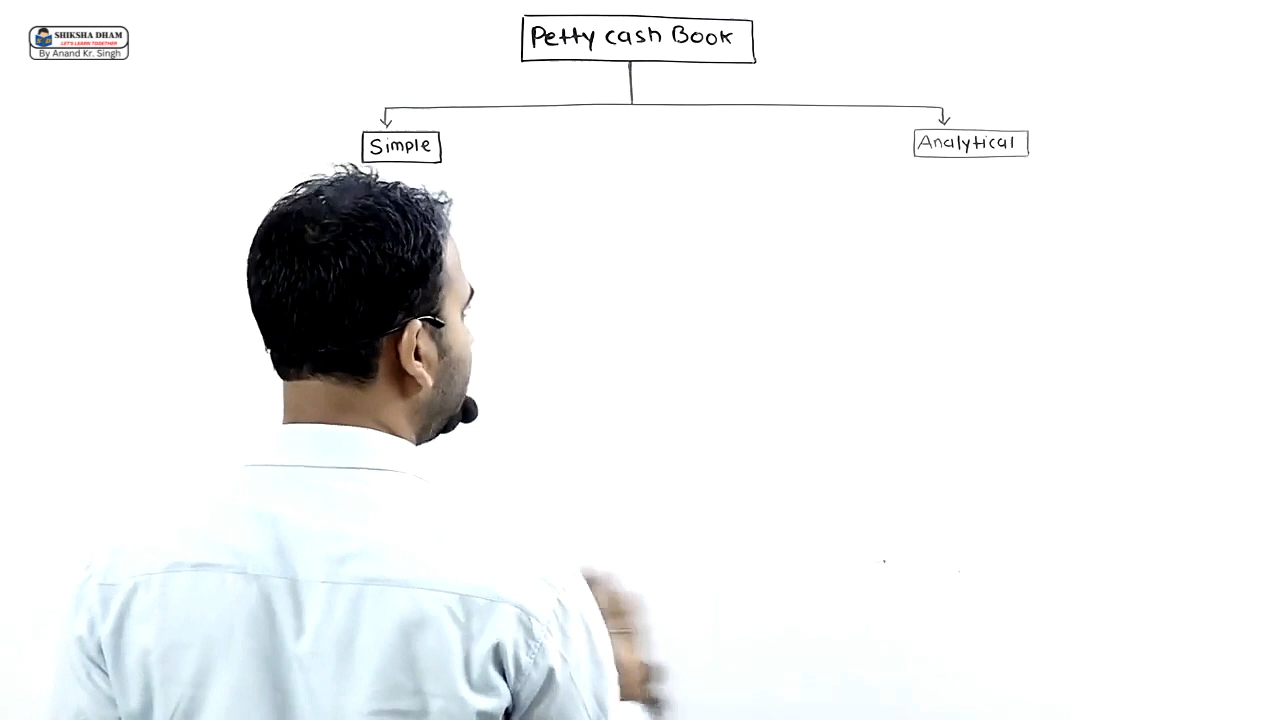 SHIKSHA DHAM
LET'S LEARN TOGETHER
By Anand Kr. Singh
Petty cash Book
Simple
Analytical